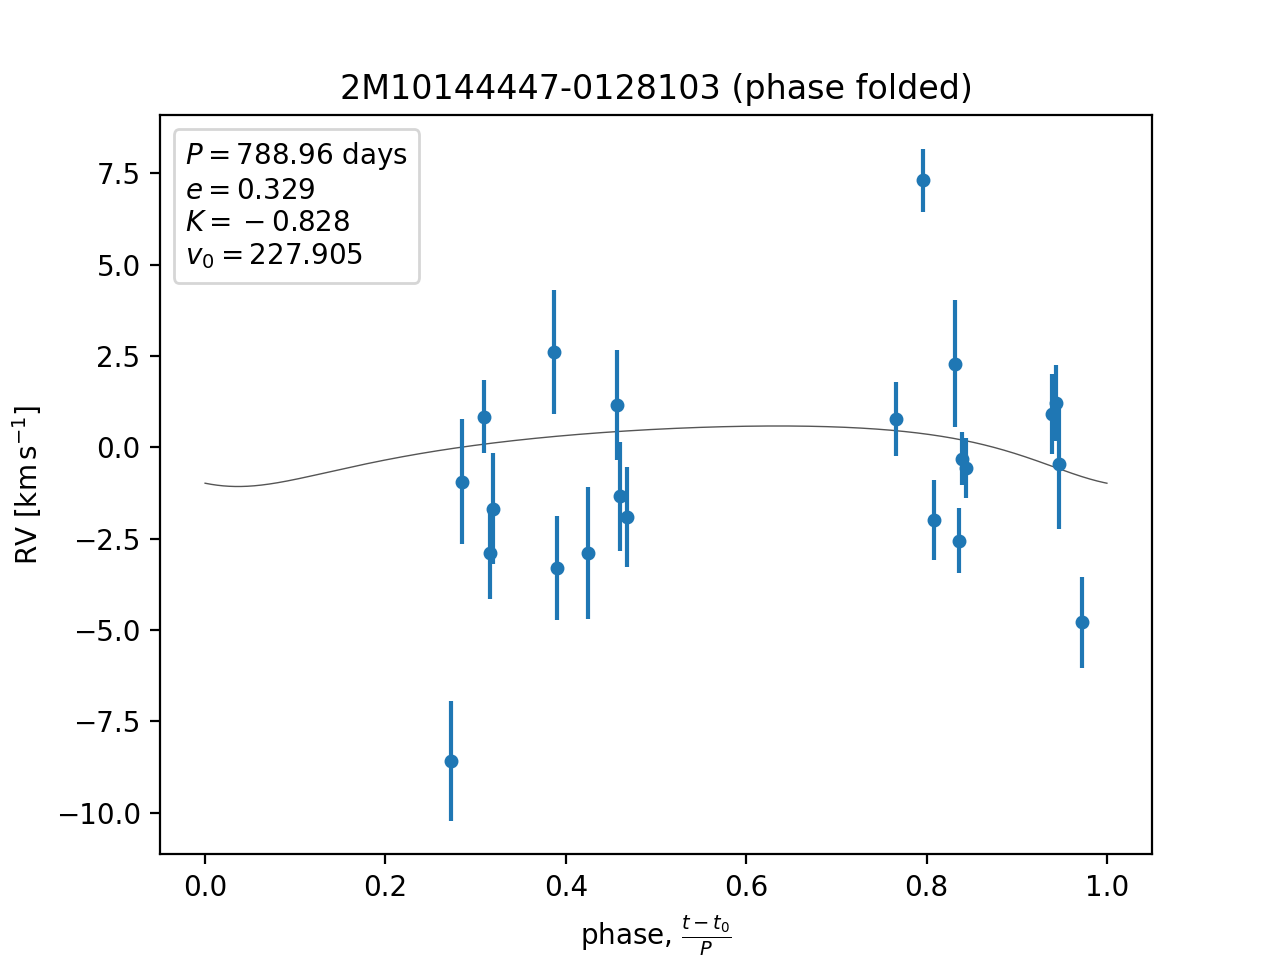 2M10144447-0128103 (phase folded)
P = 788.96 days
e = 0.329
K = −0.828
v₀ = 227.905
7.5
5.0
2.5
0.0
−2.5
−5.0
−7.5
−10.0
RV [km s⁻¹]
0.0 0.2 0.4 0.6 0.8 1.0
phase, (t − t₀)/P